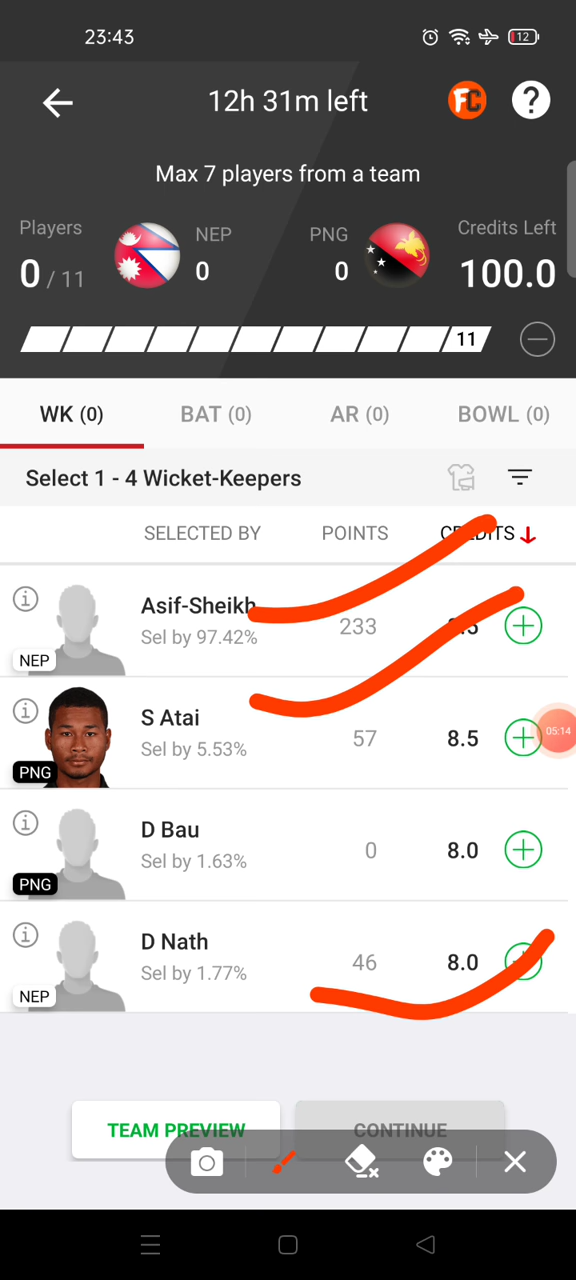 23:43
12
12h 31m left
FC
?
Max 7 players from a team
Players
NEP
PNG
Credits Left
0 / 11
0
0
100.0
11
WK (0)
BAT (0)
AR (0)
BOWL (0)
Select 1 - 4 Wicket-Keepers
SELECTED BY
POINTS
CREDITS
Asif-Sheikh
Sel by 97.42%
233
NEP
S Atai
Sel by 5.53%
57
8.5
05:14
PNG
D Bau
Sel by 1.63%
0
8.0
PNG
D Nath
Sel by 1.77%
46
8.0
NEP
TEAM PREVIEW
CONTINUE